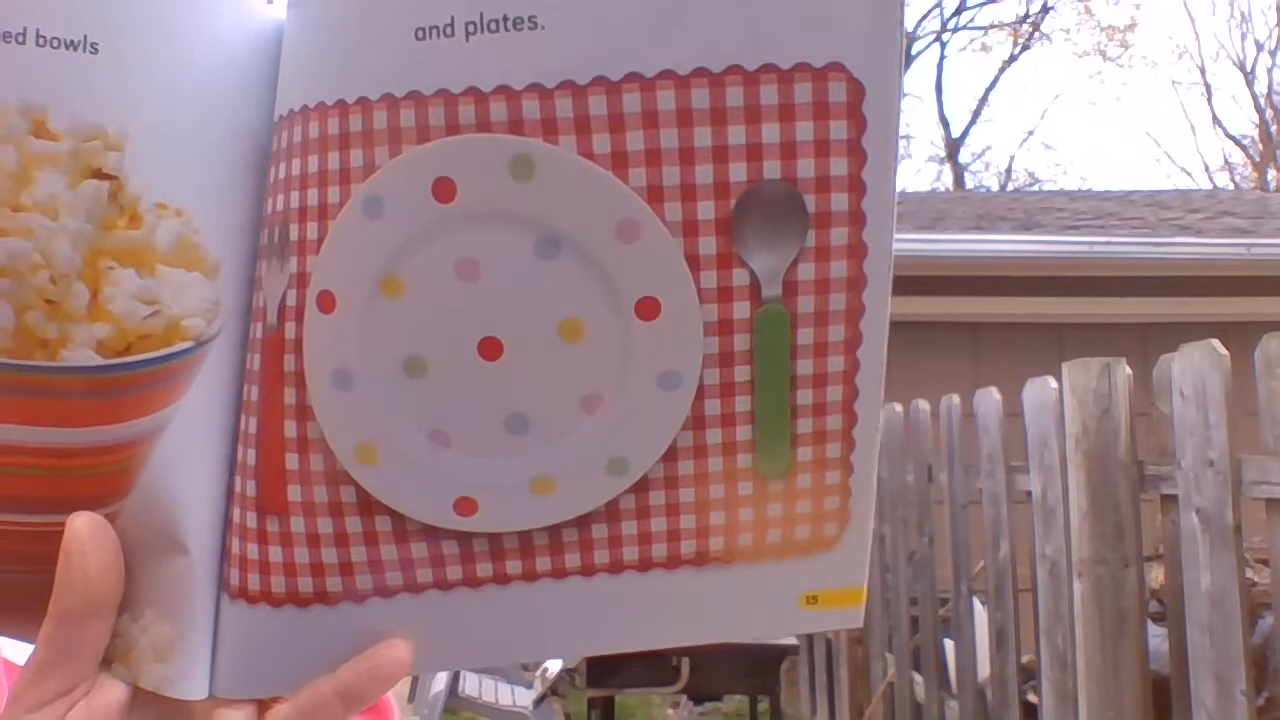 ed bowls
and plates.
15